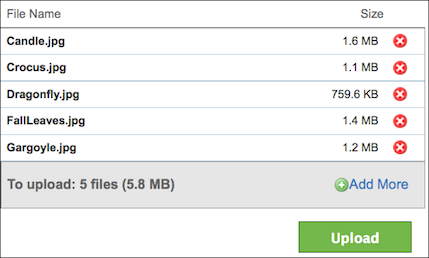 File Name Size
Candle.jpg 1.6 MB
Crocus.jpg 1.1 MB
Dragonfly.jpg 759.6 KB
FallLeaves.jpg 1.4 MB
Gargoyle.jpg 1.2 MB
To upload: 5 files (5.8 MB) Add More
Upload